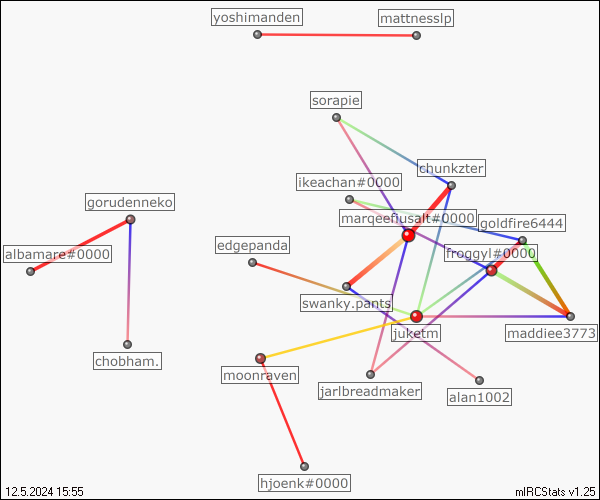 yoshimanden
mattnesslp
sorapie
chunkzter
ikeachan#0000
gorudenneko
marqeefusalt#0000
goldfire6444
edgepanda
froggyl#0000
albamare#0000
swanky.pants
juketm
maddiee3773
chobham.
moonraven
jarlbreadmaker
alan1002
hjoenk#0000
12.5.2024 15:55
mIRCStats v1.25